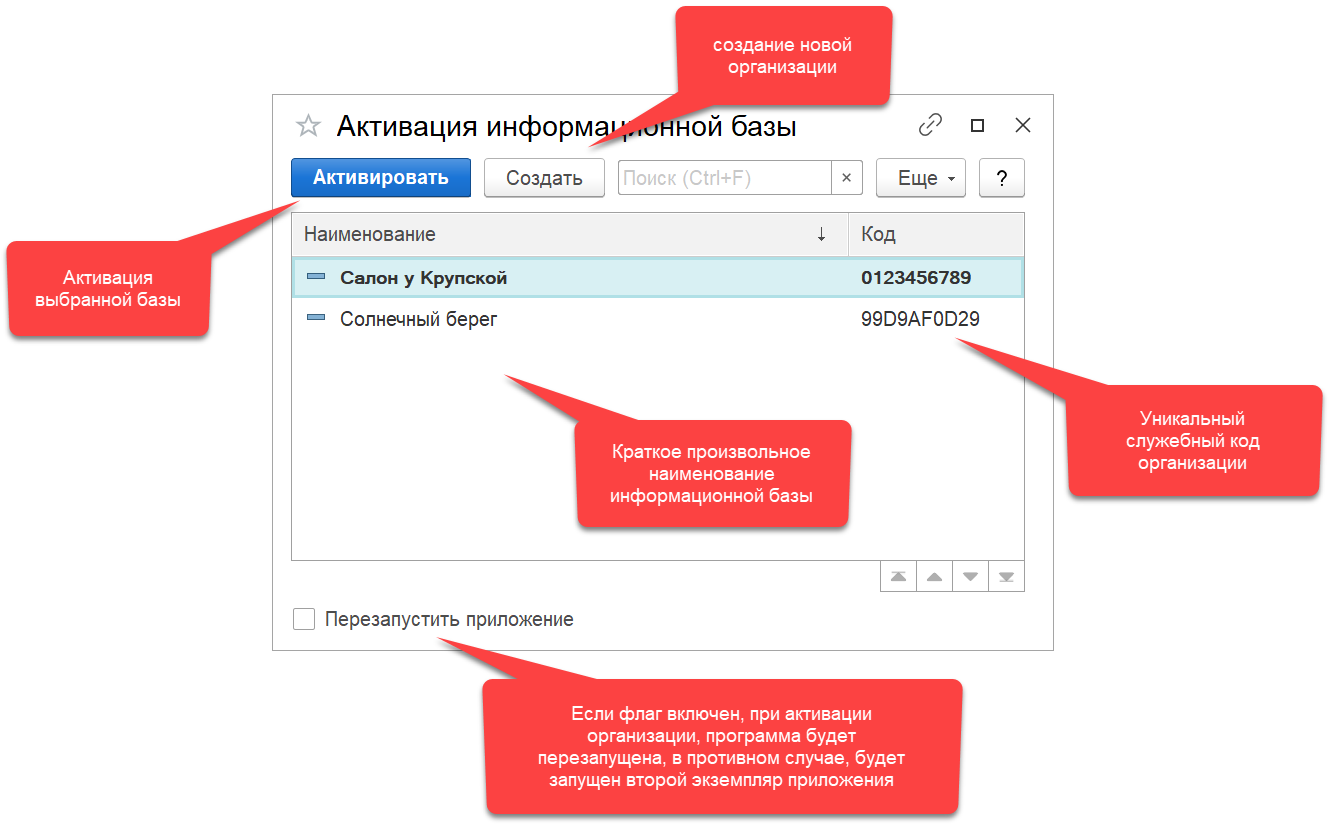 создание новой
организации
Активация информационной базы
Активировать
Создать
Поиск (Ctrl+F)
×
Еще
?
Наименование ↓
Код
Активация
выбранной базы
Салон у Крупской
0123456789
Солнечный берег
99D9AF0D29
Уникальный
служебный код
организации
Краткое произвольное
наименование
информационной базы
Перезапустить приложение
Если флаг включен, при активации
организации, программа будет
перезапущена, в противном случае, будет
запущен второй экземпляр приложения